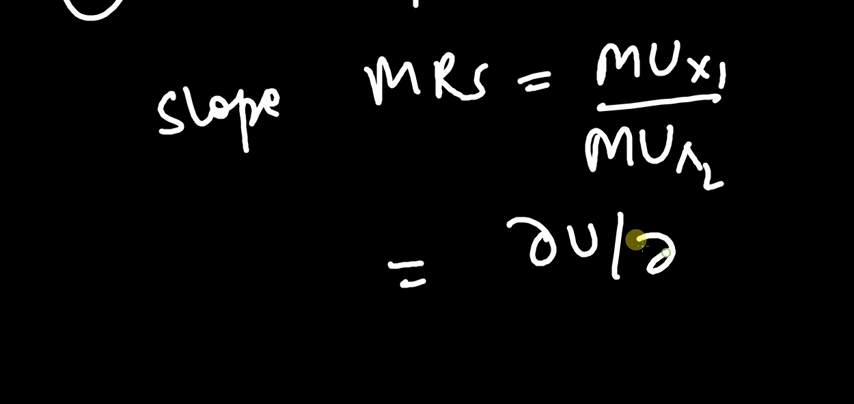 slope MRS = MUx1 / MUx2
= ∂U/∂